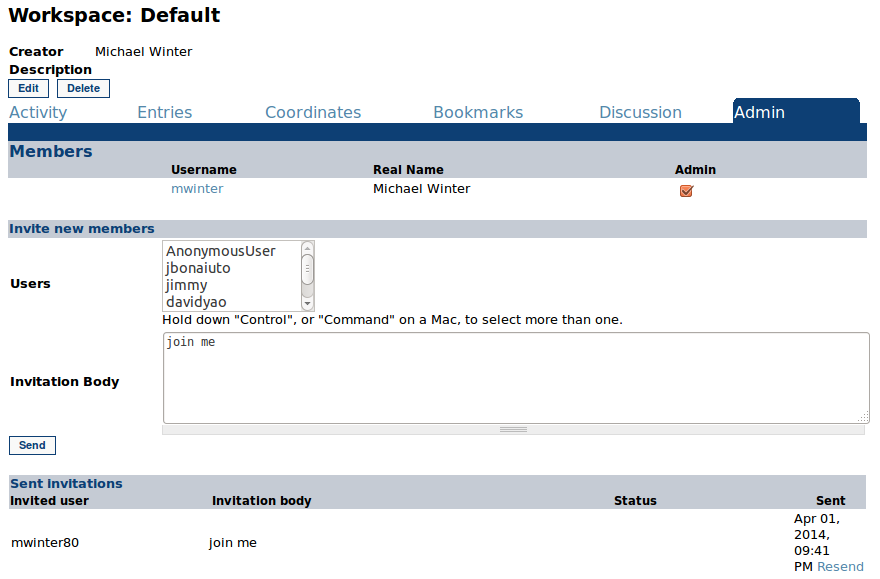 Workspace: Default
Creator Michael Winter
Description
Edit Delete
Activity Entries Coordinates Bookmarks Discussion Admin
Members
Username Real Name Admin
mwinter Michael Winter
Invite new members
AnonymousUser
jbonaiuto
Users
jimmy
davidyao
Hold down "Control", or "Command" on a Mac, to select more than one.
join me
Invitation Body
Send
Sent invitations
Invited user Invitation body Status Sent
mwinter80 join me Apr 01,
2014,
09:41
PM Resend